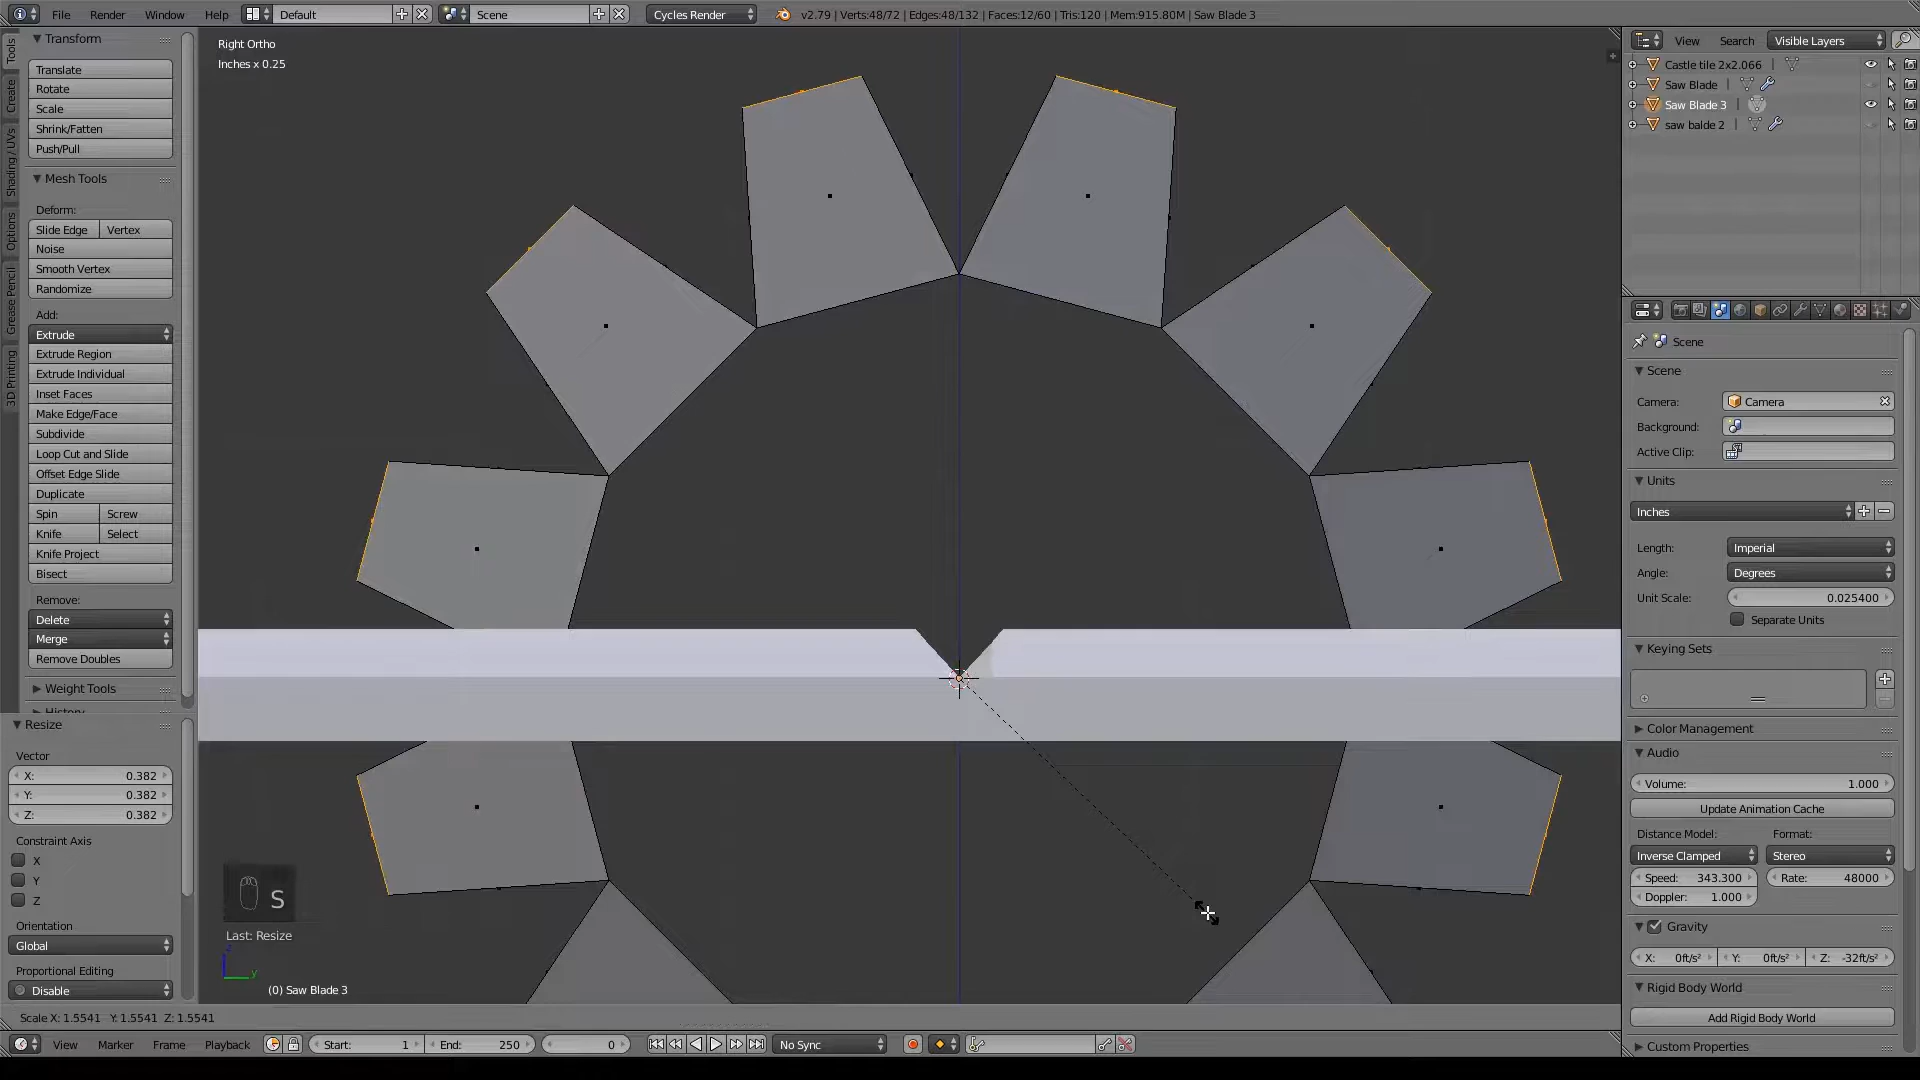 File Render Window Help Default Scene Cycles Render v2.79 | Verts:48/72 | Edges:48/132 | Faces:12/60 | Tris:120 | Mem:915.80M | Saw Blade 3
Tools
Create
Shading / UVs
Options
Grease Pencil
3D Printing
Transform
Translate
Rotate
Scale
Shrink/Fatten
Push/Pull
Mesh Tools
Deform:
Slide Edge Vertex
Noise
Smooth Vertex
Randomize
Add:
Extrude
Extrude Region
Extrude Individual
Inset Faces
Make Edge/Face
Subdivide
Loop Cut and Slide
Offset Edge Slide
Duplicate
Spin Screw
Knife Select
Knife Project
Bisect
Remove:
Delete
Merge
Remove Doubles
Weight Tools
History
Resize
Vector
X: 0.382
Y: 0.382
Z: 0.382
Constraint Axis
X
Y
Z
Orientation
Global
Proportional Editing
Disable
Right Ortho
Inches x 0.25
S
Last: Resize
z
y
(0) Saw Blade 3
Scale X: 1.5541 Y: 1.5541 Z: 1.5541
View Marker Frame Playback Start: 1 End: 250 0 No Sync
View Search Visible Layers
Castle tile 2x2.066
Saw Blade
Saw Blade 3
saw balde 2
Scene
Scene
Camera: Camera
Background:
Active Clip:
Units
Inches
Length: Imperial
Angle: Degrees
Unit Scale: 0.025400
Separate Units
Keying Sets
Color Management
Audio
Volume: 1.000
Update Animation Cache
Distance Model: Format:
Inverse Clamped Stereo
Speed: 343.300 Rate: 48000
Doppler: 1.000
Gravity
X: 0ft/s² Y: 0ft/s² Z: -32ft/s²
Rigid Body World
Add Rigid Body World
Custom Properties